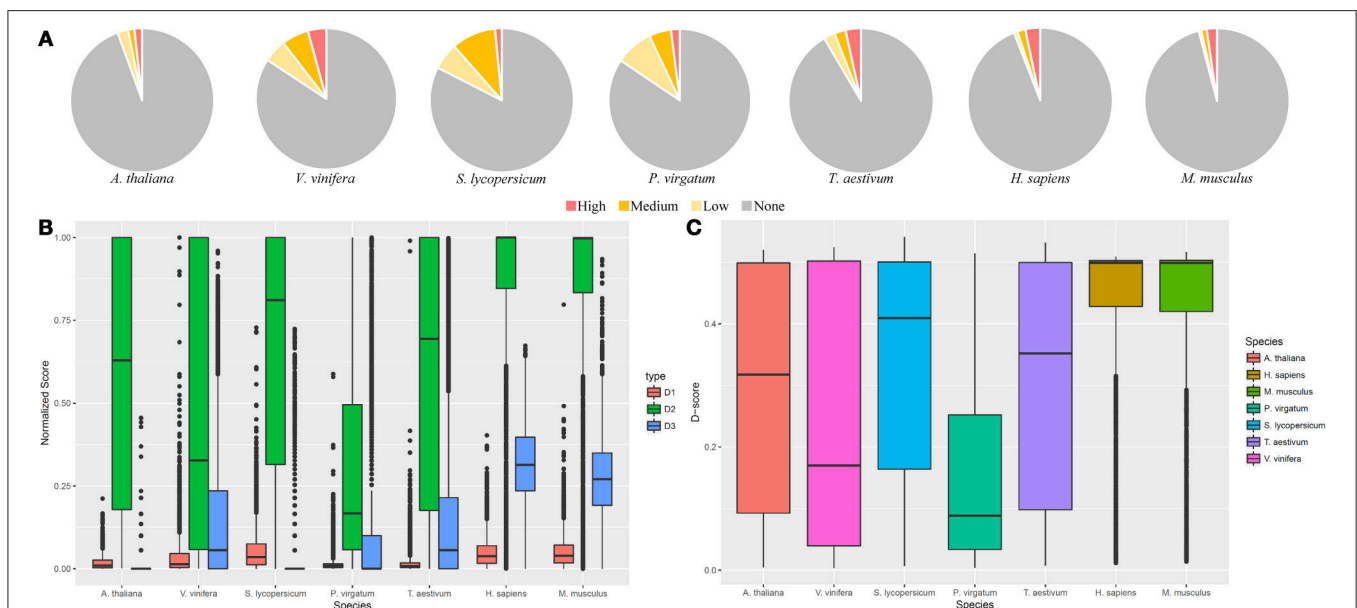 A
A. thaliana V. vinifera S. lycopersicum P. virgatum T. aestivum H. sapiens M. musculus
High Medium Low None
B
1.00
0.75
0.50
0.25
0.00
Normalized Score
A. thaliana V. vinifera S. lycopersicum P. virgatum T. aestivum H. sapiens M. musculus
Species
type
D1
D2
D3
C
0.4
0.2
0.0
D-score
A. thaliana V. vinifera S. lycopersicum P. virgatum T. aestivum H. sapiens M. musculus
Species
Species
A. thaliana
H. sapiens
M. musculus
P. virgatum
S. lycopersicum
T. aestivum
V. vinifera